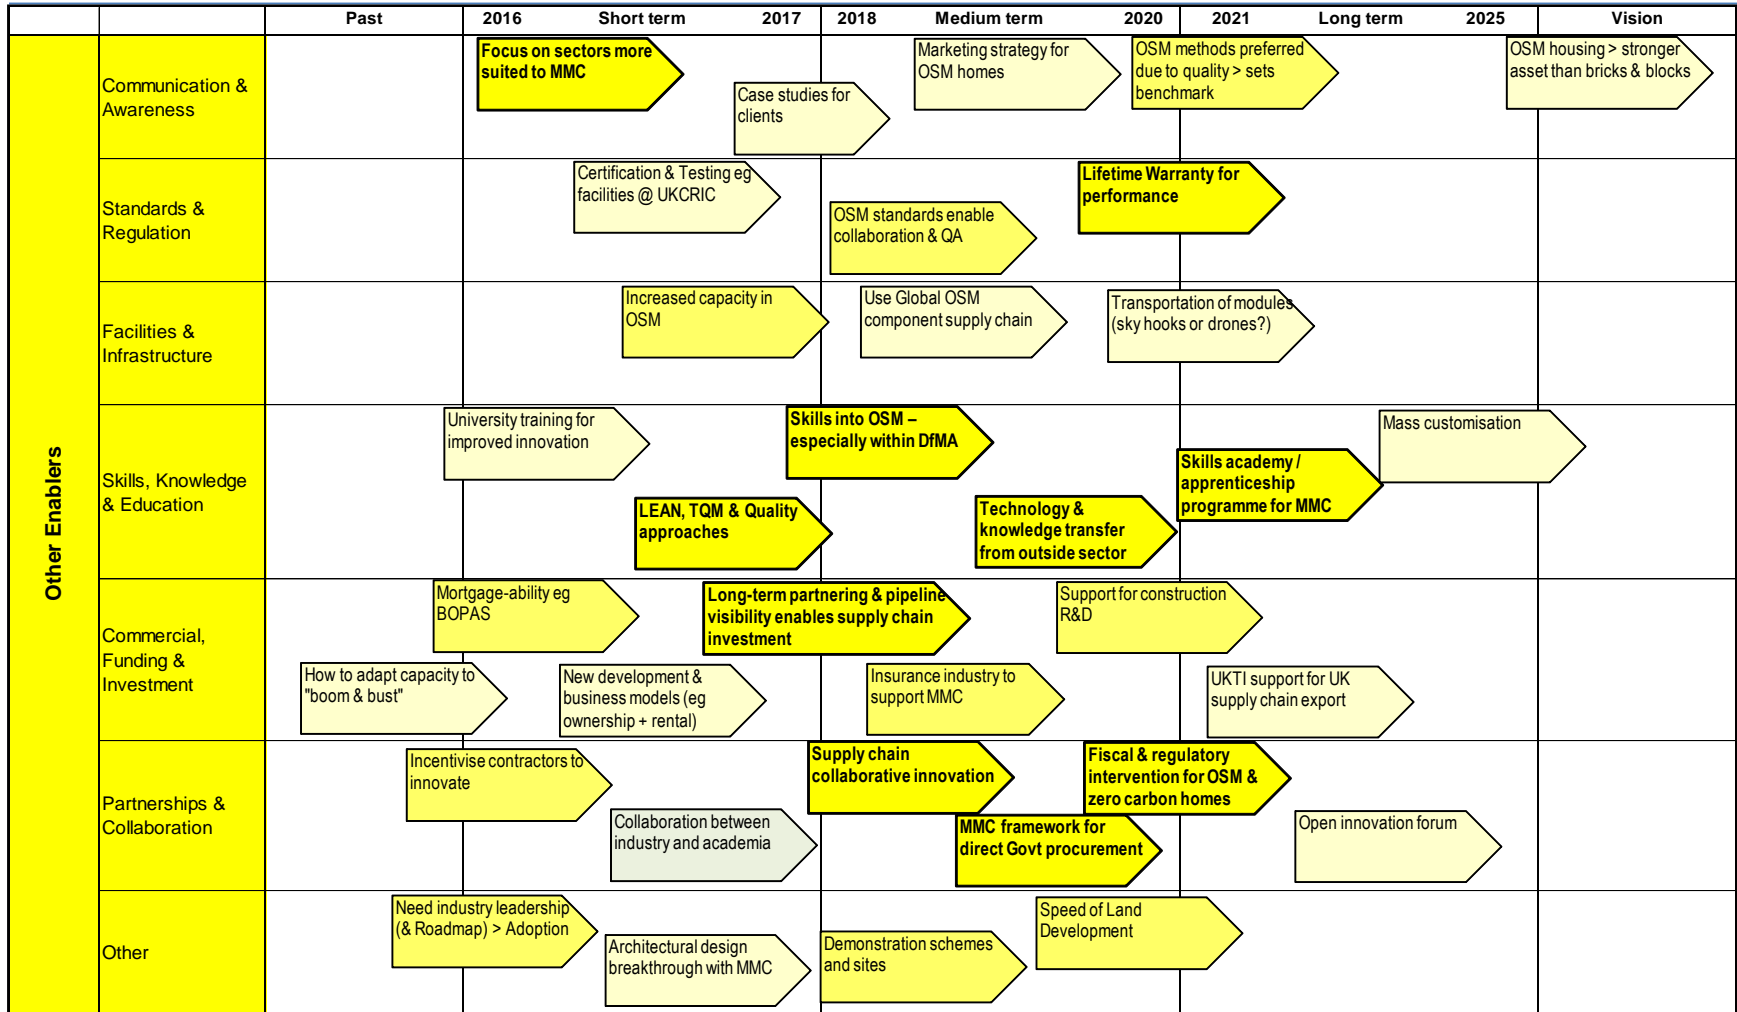 Past
2016
Short term
2017
2018
Medium term
2020
2021
Long term
2025
Vision
Other Enablers
Communication &
Awareness
Focus on sectors more
suited to MMC
Case studies for
clients
Marketing strategy for
OSM homes
OSM methods preferred
due to quality > sets
benchmark
OSM housing > stronger
asset than bricks & blocks
Standards &
Regulation
Certification & Testing eg
facilities @ UKCRIC
OSM standards enable
collaboration & QA
Lifetime Warranty for
performance
Facilities &
Infrastructure
Increased capacity in
OSM
Use Global OSM
component supply chain
Transportation of modules
(sky hooks or drones?)
Skills, Knowledge
& Education
University training for
improved innovation
LEAN, TQM & Quality
approaches
Skills into OSM –
especially within DfMA
Technology &
knowledge transfer
from outside sector
Skills academy /
apprenticeship
programme for MMC
Mass customisation
Commercial,
Funding &
Investment
Mortgage-ability eg
BOPAS
How to adapt capacity to
"boom & bust"
New development &
business models (eg
ownership + rental)
Long-term partnering & pipeline
visibility enables supply chain
investment
Insurance industry to
support MMC
Support for construction
R&D
UKTI support for UK
supply chain export
Partnerships &
Collaboration
Incentivise contractors to
innovate
Collaboration between
industry and academia
Supply chain
collaborative innovation
MMC framework for
direct Govt procurement
Fiscal & regulatory
intervention for OSM &
zero carbon homes
Open innovation forum
Other
Need industry leadership
(& Roadmap) > Adoption
Architectural design
breakthrough with MMC
Demonstration schemes
and sites
Speed of Land
Development